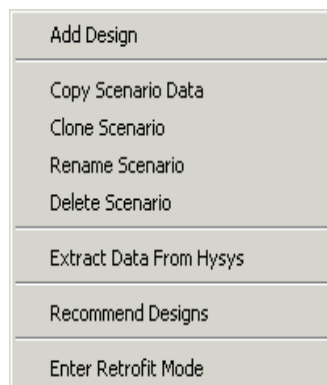 Add Design
Copy Scenario Data
Clone Scenario
Rename Scenario
Delete Scenario
Extract Data From Hysys
Recommend Designs
Enter Retrofit Mode